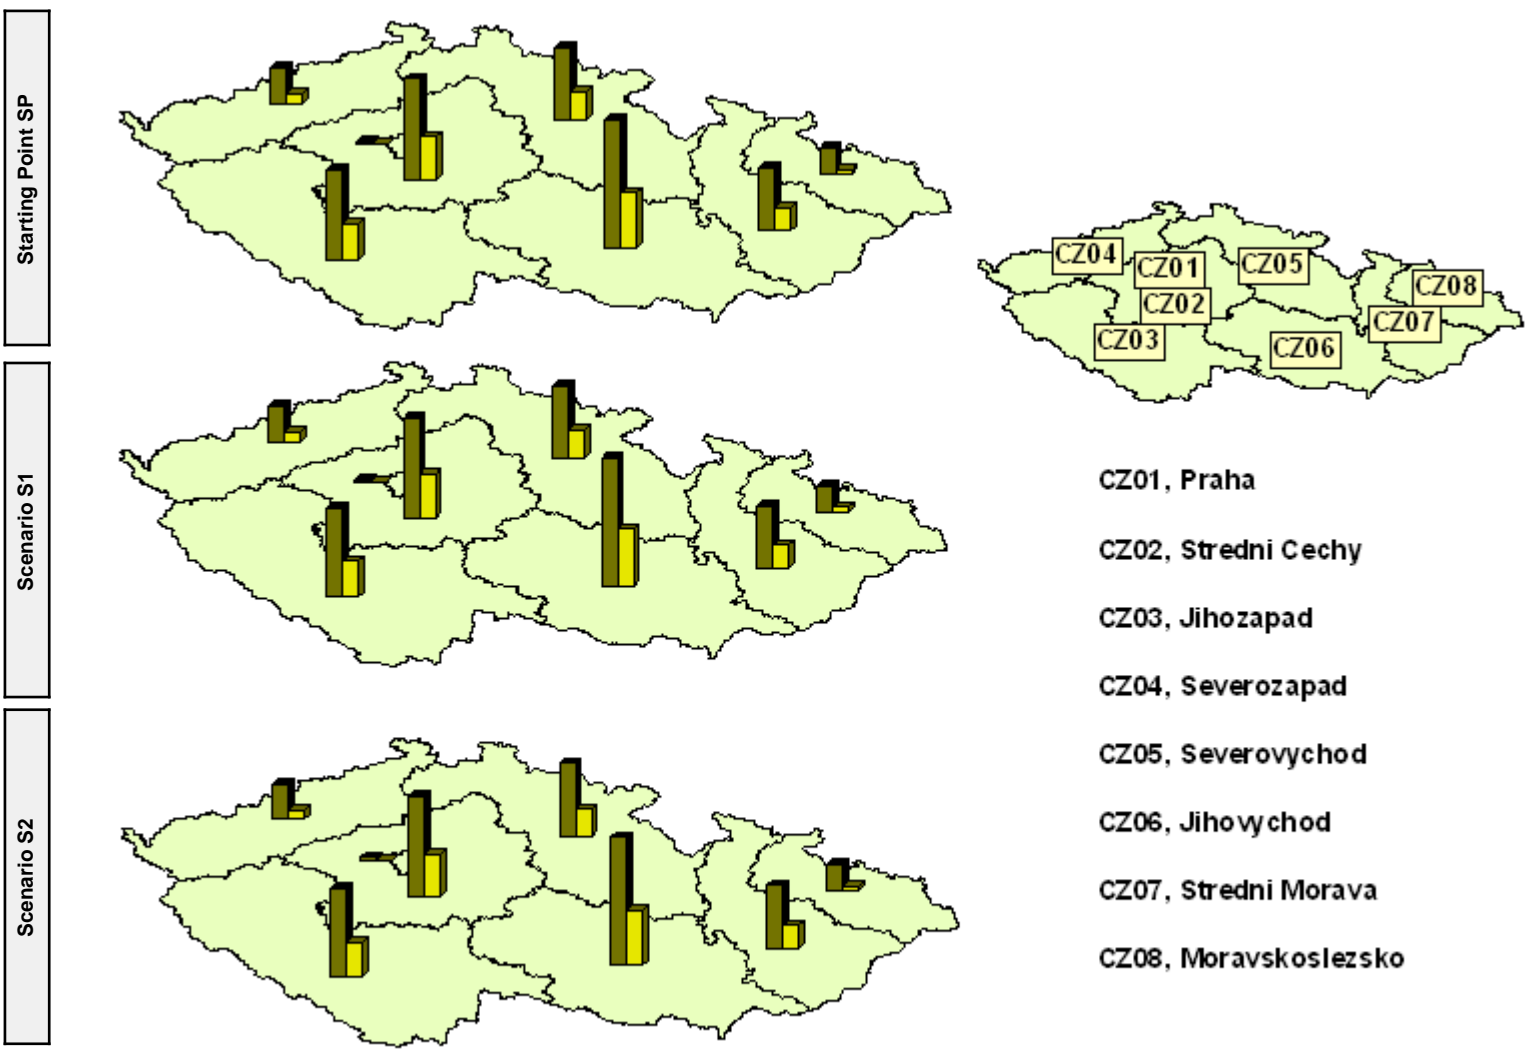 Starting Point SP
Scenario S1
Scenario S2
CZ04
CZ01
CZ05
CZ08
CZ02
CZ07
CZ03
CZ06
CZ01, Praha
CZ02, Stredni Cechy
CZ03, Jihozapad
CZ04, Severozapad
CZ05, Severovychod
CZ06, Jihovychod
CZ07, Stredni Morava
CZ08, Moravskoslezsko